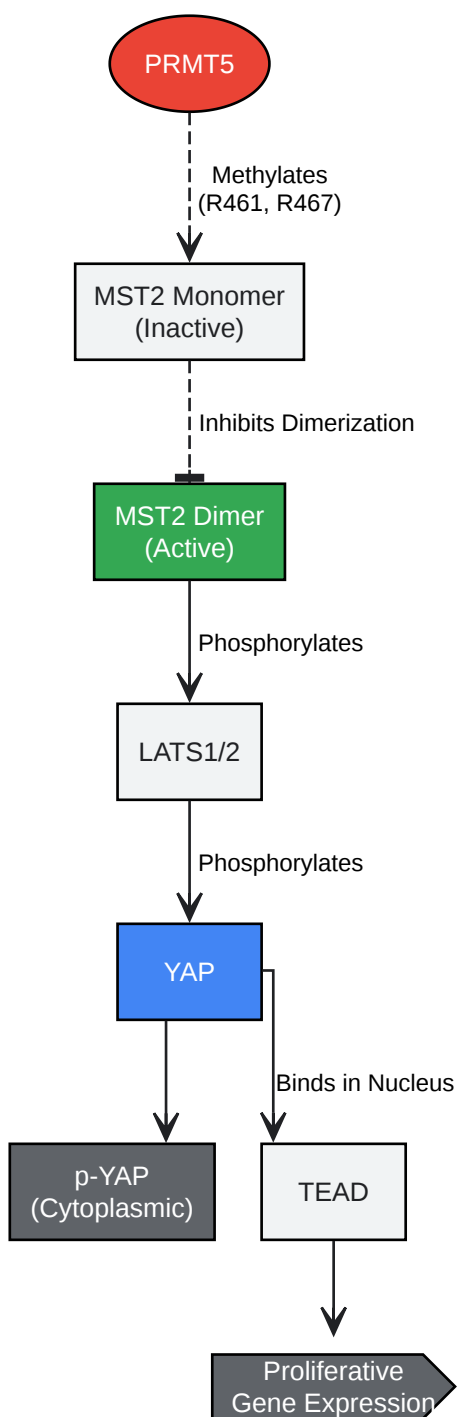 PRMT5
Methylates
(R461, R467)
MST2 Monomer
(Inactive)
Inhibits Dimerization
MST2 Dimer
(Active)
Phosphorylates
LATS1/2
Phosphorylates
YAP
Binds in Nucleus
p-YAP
(Cytoplasmic)
TEAD
Proliferative
Gene Expression